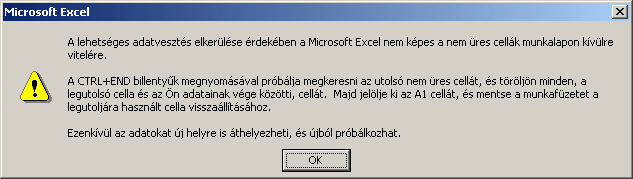 Microsoft Excel
A lehetséges adatvesztés elkerülése érdekében a Microsoft Excel nem képes a nem üres cellák munkalapon kívülre
vitelére.
A CTRL+END billentyűk megnyomásával próbálja megkeresni az utolsó nem üres cellát, és töröljön minden, a
legutolsó cella és az Ön adatainak vége közötti, cellát. Majd jelölje ki az A1 cellát, és mentse a munkafüzetet a
legutoljára használt cella visszaállításához.
Ezenkívül az adatokat új helyre is áthelyezheti, és újból próbálkozhat.
OK